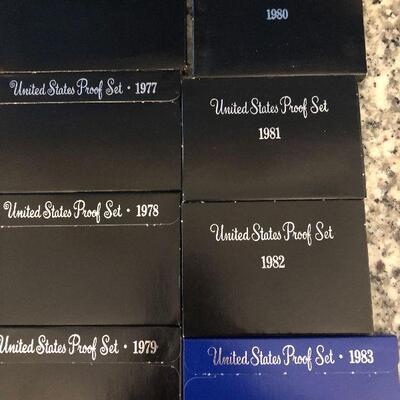 United States Proof Set • 1977
United States Proof Set • 1978
United States Proof Set • 1979
1980
United States Proof Set
1981
United States Proof Set
1982
United States Proof Set • 1983